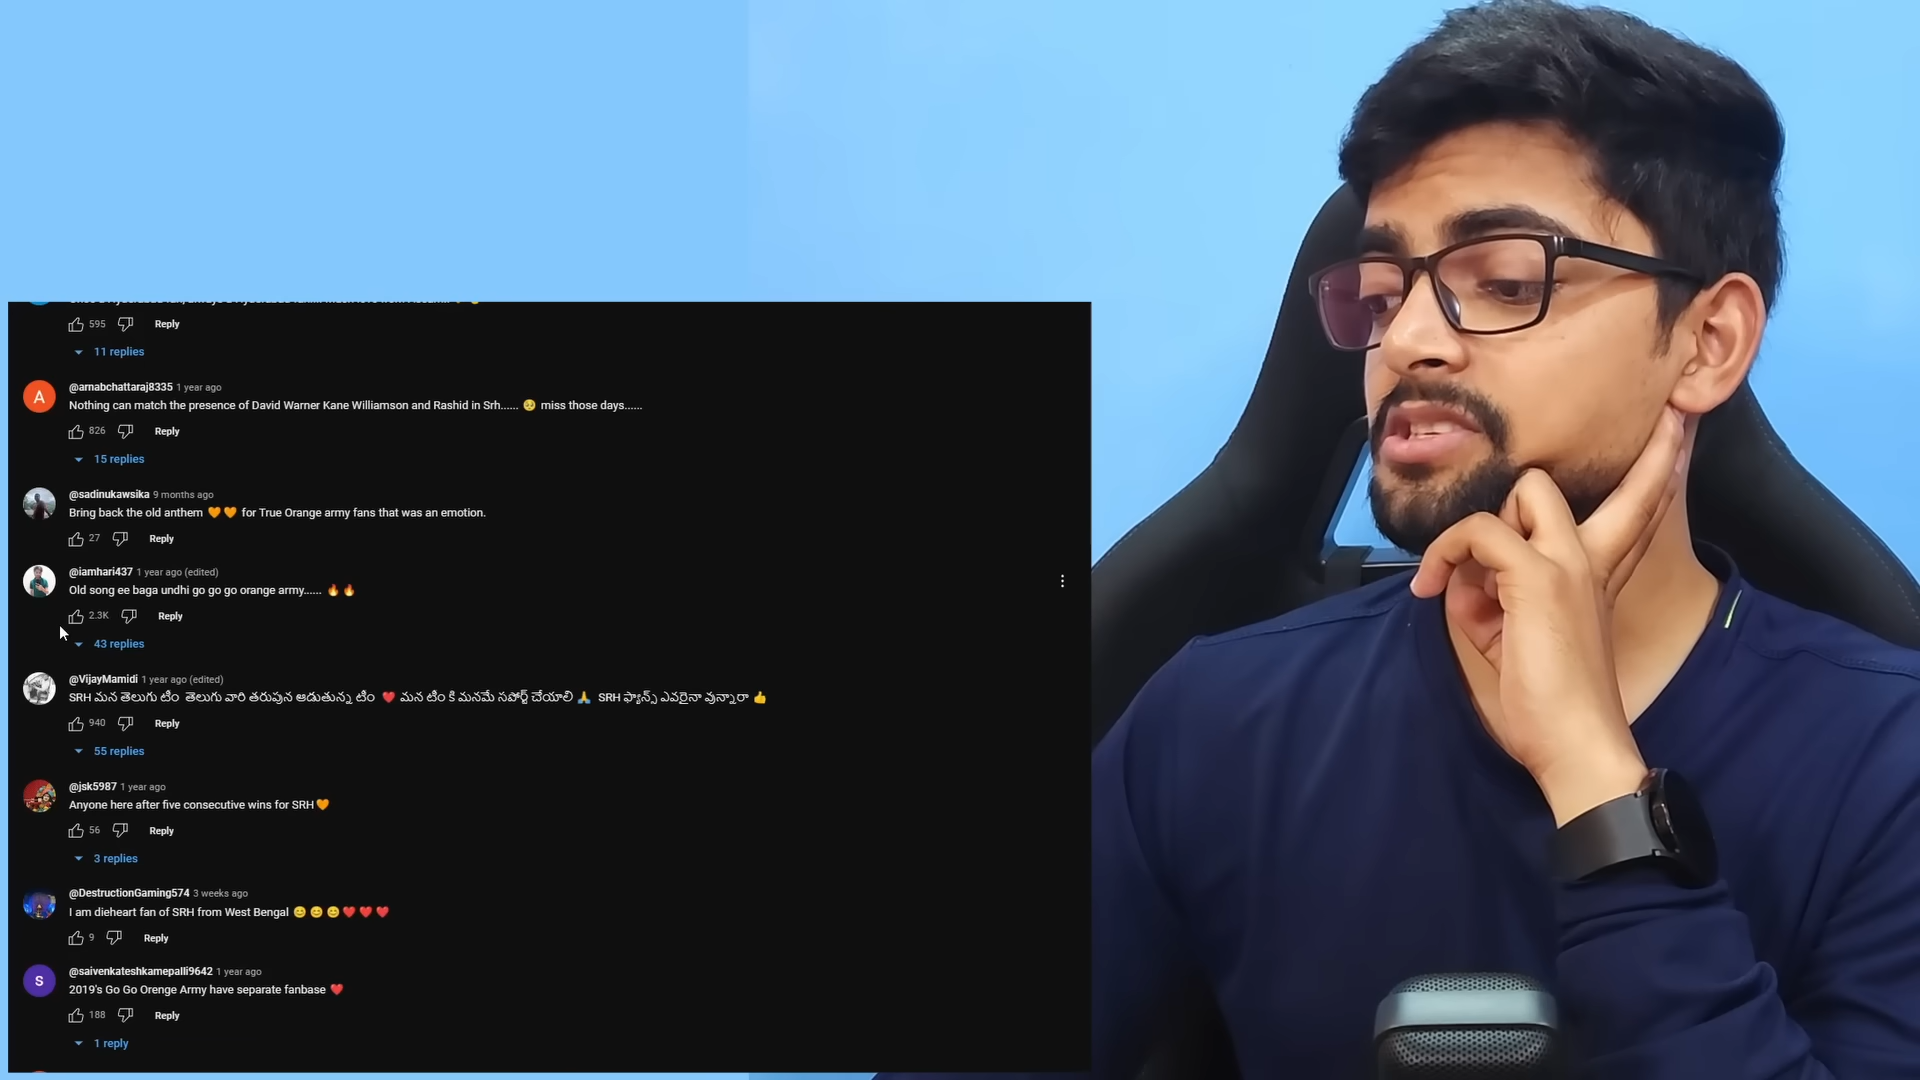 595 Reply
11 replies
A @arnabchattaraj8335 1 year ago
Nothing can match the presence of David Warner Kane Williamson and Rashid in Srh...... 🥺 miss those days......
826 Reply
15 replies
@sadinukawsika 9 months ago
Bring back the old anthem 🧡🧡 for True Orange army fans that was an emotion.
27 Reply
@iamhari437 1 year ago (edited)
Old song ee baga undhi go go go orange army...... 🔥🔥
2.3K Reply
43 replies
@VijayMamidi 1 year ago (edited)
SRH మన తెలుగు టీం తెలుగు వారి తరుపున ఆడుతున్న టీం ❤️ మన టీం కి మనమే సపోర్ట్ చేయాలి 🙏 SRH ఫ్యాన్స్ ఎవరైనా వున్నారా 👍
940 Reply
55 replies
@jsk5987 1 year ago
Anyone here after five consecutive wins for SRH🧡
56 Reply
3 replies
@DestructionGaming574 3 weeks ago
I am dieheart fan of SRH from West Bengal 😊😊😊❤️❤️❤️
9 Reply
S @saivenkateshkamepalli9642 1 year ago
2019's Go Go Orenge Army have separate fanbase ❤️
188 Reply
1 reply